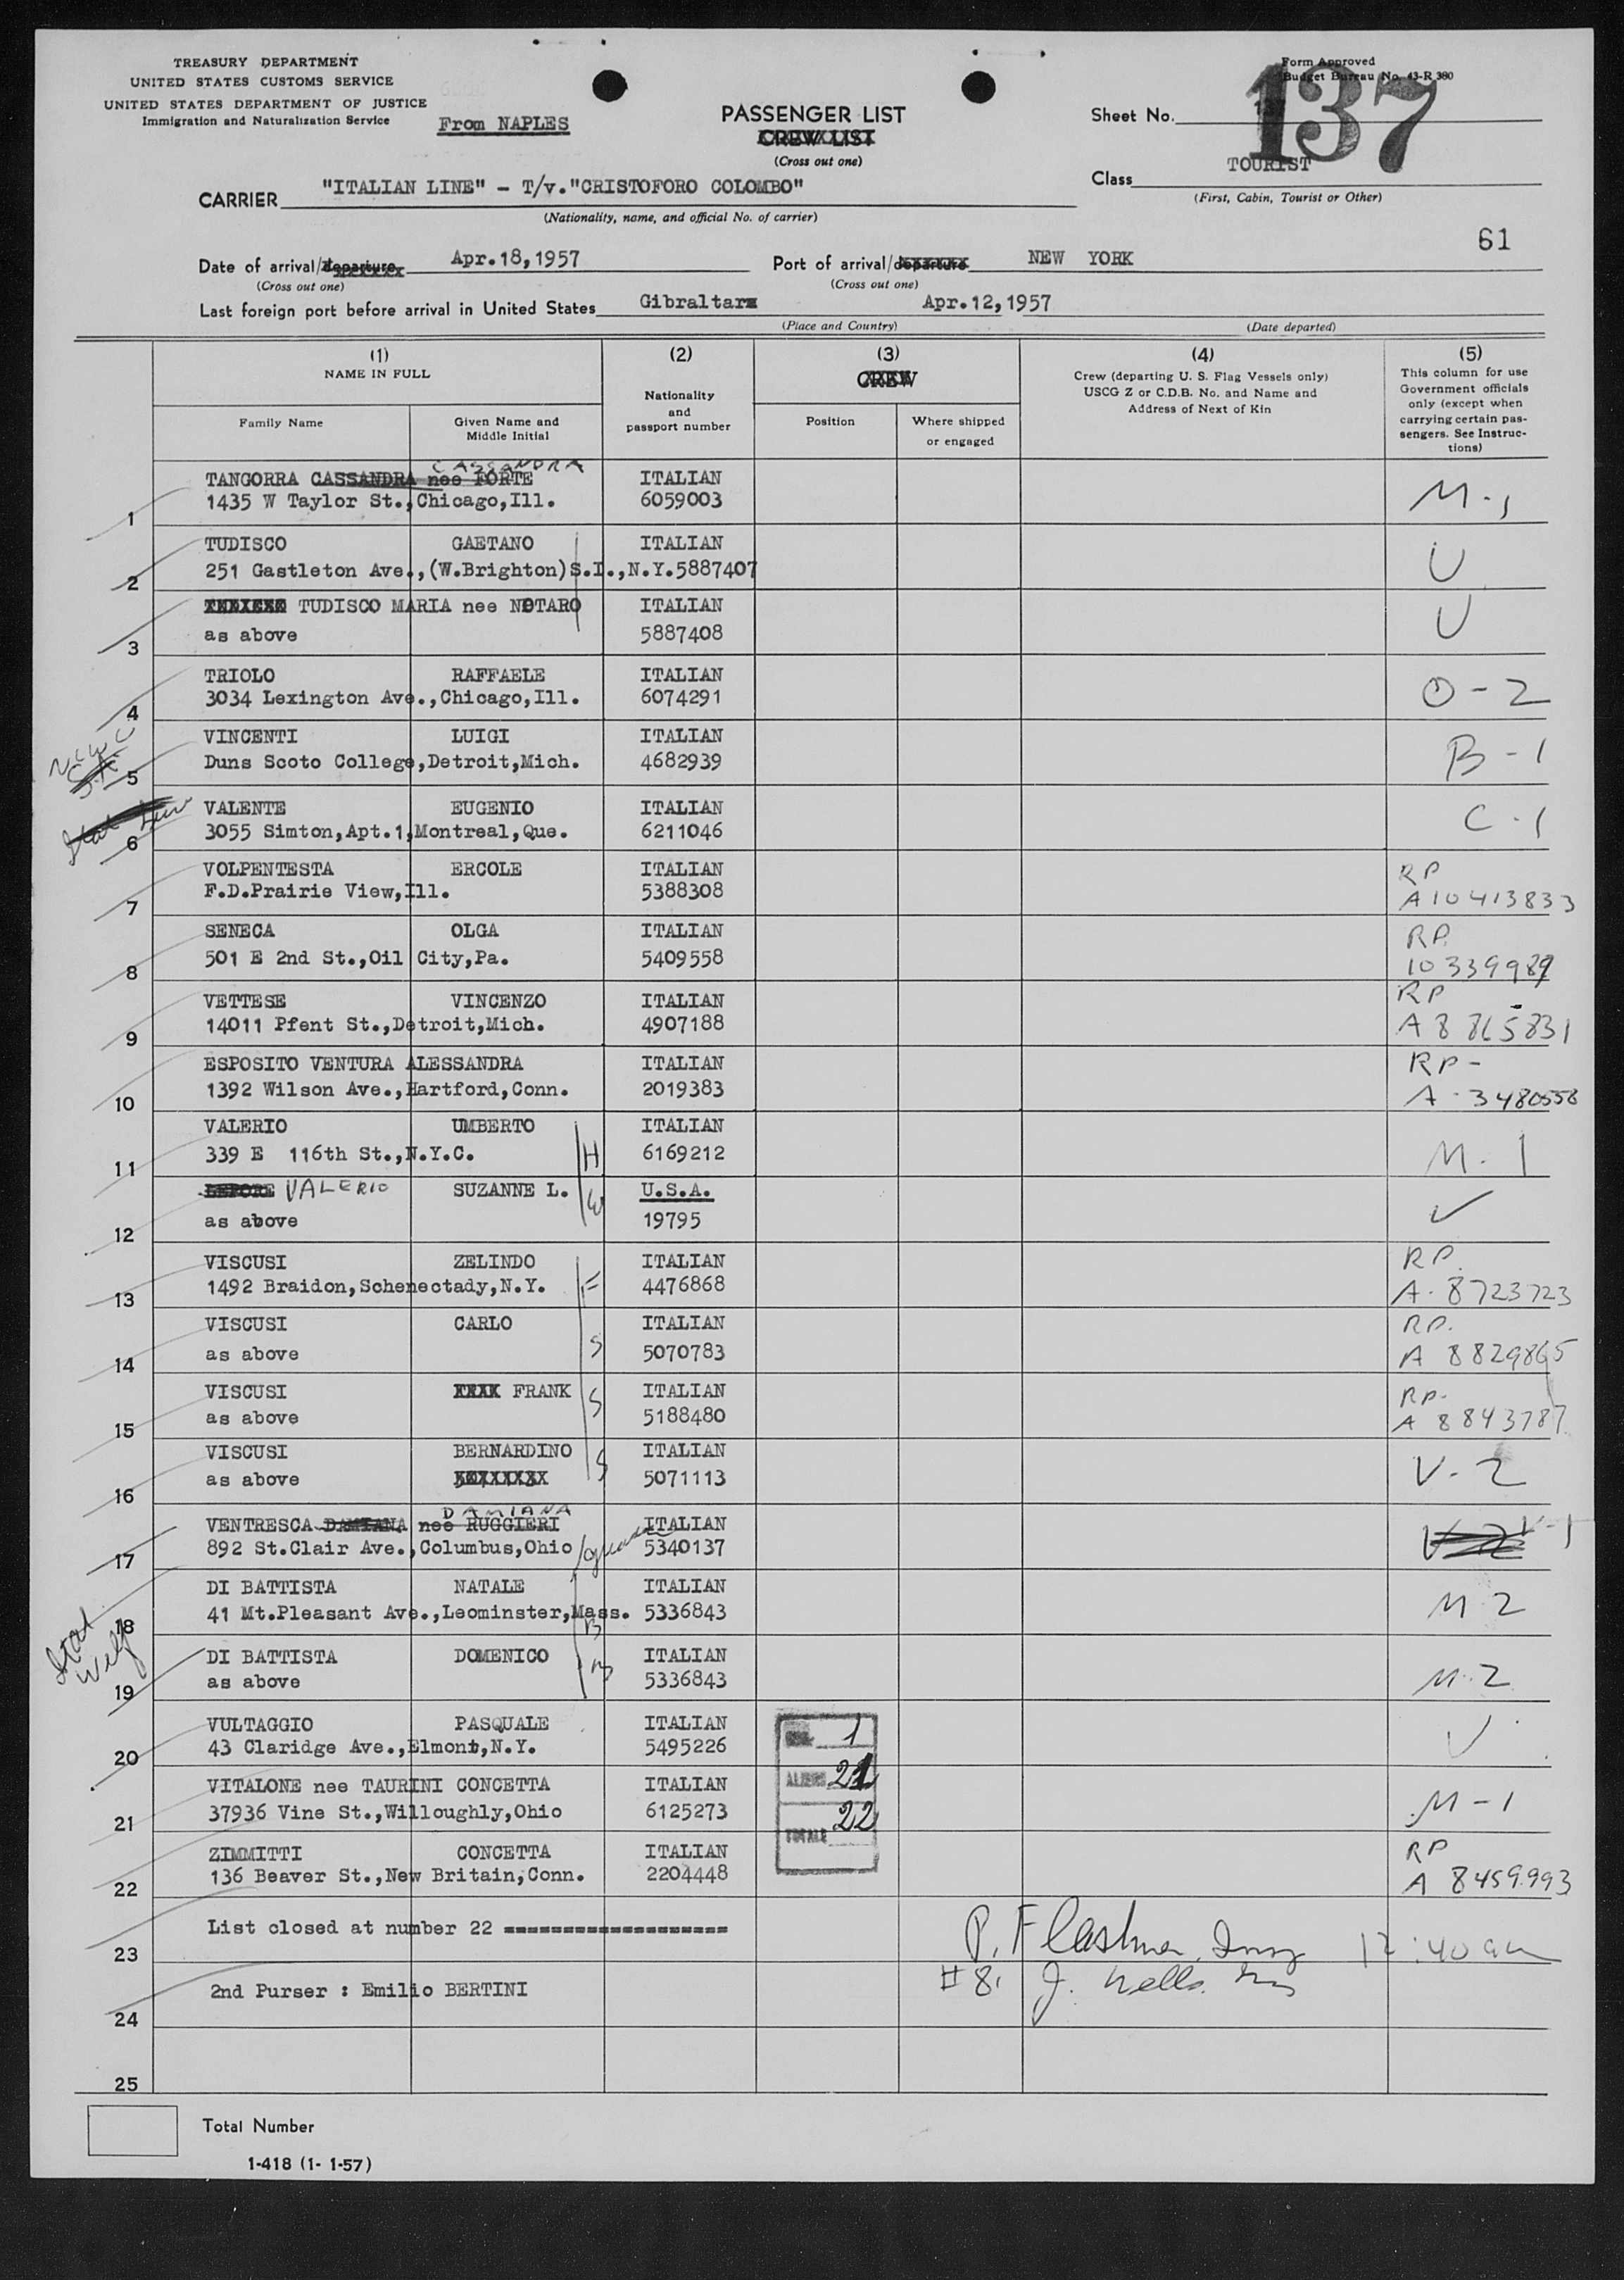 TREASURY DEPARTMENT
UNITED STATES CUSTOMS SERVICE
UNITED STATES DEPARTMENT OF JUSTICE
Immigration and Naturalization Service
From NAPLES
PASSENGER LIST
CREW LIST
(Cross out one)
Form Approved
Budget Bureau No. 43-R 380
Sheet No.
137
Class TOURIST
(First, Cabin, Tourist or Other)
CARRIER "ITALIAN LINE" - T/v."CRISTOFORO COLOMBO"
(Nationality, name, and official No. of carrier)
61
Date of arrival/departure Apr.18,1957 Port of arrival/departure NEW YORK
(Cross out one) (Cross out one)
Last foreign port before arrival in United States Gibraltar Apr.12,1957
(Place and Country) (Date departed)
(1) (2) (3) (4) (5)
NAME IN FULL
Nationality and passport number
CREW
Crew (departing U. S. Flag Vessels only) USCG Z or C.D.B. No. and Name and Address of Next of Kin
This column for use Government officials only (except when carrying certain passengers. See Instructions)
Family Name Given Name and Middle Initial Position Where shipped or engaged
CASSANDRA
TANGORRA CASSANDRA nee FORTE ITALIAN
1 1435 W Taylor St.,Chicago,Ill. 6059003 M-1
TUDISCO GAETANO ITALIAN
2 251 Gastleton Ave.,(W.Brighton)S.I.,N.Y.5887407 U
TUDISCO MARIA nee NOTARO ITALIAN
3 as above 5887408 U
TRIOLO RAFFAELE ITALIAN
4 3034 Lexington Ave.,Chicago,Ill. 6074291 O-2
VINCENTI LUIGI ITALIAN
5 Duns Scoto College,Detroit,Mich. 4682939 B-1
VALENTE EUGENIO ITALIAN
6 3055 Simton,Apt.1,Montreal,Que. 6211046 C-1
VOLPENTESTA ERCOLE ITALIAN RP
7 F.D.Prairie View,Ill. 5388308 A10413833
SENECA OLGA ITALIAN RP.
8 501 E 2nd St.,Oil City,Pa. 5409558 10339989
VETTESE VINCENZO ITALIAN RP
9 14011 Pfent St.,Detroit,Mich. 4907188 A8865831
ESPOSITO VENTURA ALESSANDRA ITALIAN RP-
10 1392 Wilson Ave.,Hartford,Conn. 2019383 A-3480558
VALERIO UMBERTO ITALIAN
11 339 E 116th St.,N.Y.C. H 6169212 M.1
LEPORE VALERIO SUZANNE L. W U.S.A.
12 as above 19795 ✓
VISCUSI ZELINDO ITALIAN RP.
13 1492 Braidon,Schenectady,N.Y. F 4476868 A-8723723
VISCUSI CARLO ITALIAN RP.
14 as above S 5070783 A 8829865
VISCUSI FRANK ITALIAN RP-
15 as above S 5188480 A 8843787
VISCUSI BERNARDINO ITALIAN
16 as above S 5071113 V-2
DAMIANA
VENTRESCA DAMIANA nee RUGGIERI ITALIAN V-1
17 892 St.Clair Ave.,Columbus,Ohio 5340137
DI BATTISTA NATALE ITALIAN
18 41 Mt.Pleasant Ave.,Leominster,Mass. B 5336843 M 2
Stat Welf
DI BATTISTA DOMENICO ITALIAN
19 as above B 5336843 M-2
VULTAGGIO PASQUALE ITALIAN
20 43 Claridge Ave.,Elmont,N.Y. 5495226 U
VITALONE nee TAURINI CONCETTA ITALIAN
21 37936 Vine St.,Willoughly,Ohio 6125273 M-1
ZIMMITTI CONCETTA ITALIAN RP
22 136 Beaver St.,New Britain,Conn. 2204448 A 8459993
1
ALIENS 21
TOTALE 22
23 List closed at number 22 ===================
P. Flashner, Insp 12:40 am
24 2nd Purser : Emilio BERTINI
#8. J. Wells
25
Total Number
I-418 (1- 1-57)